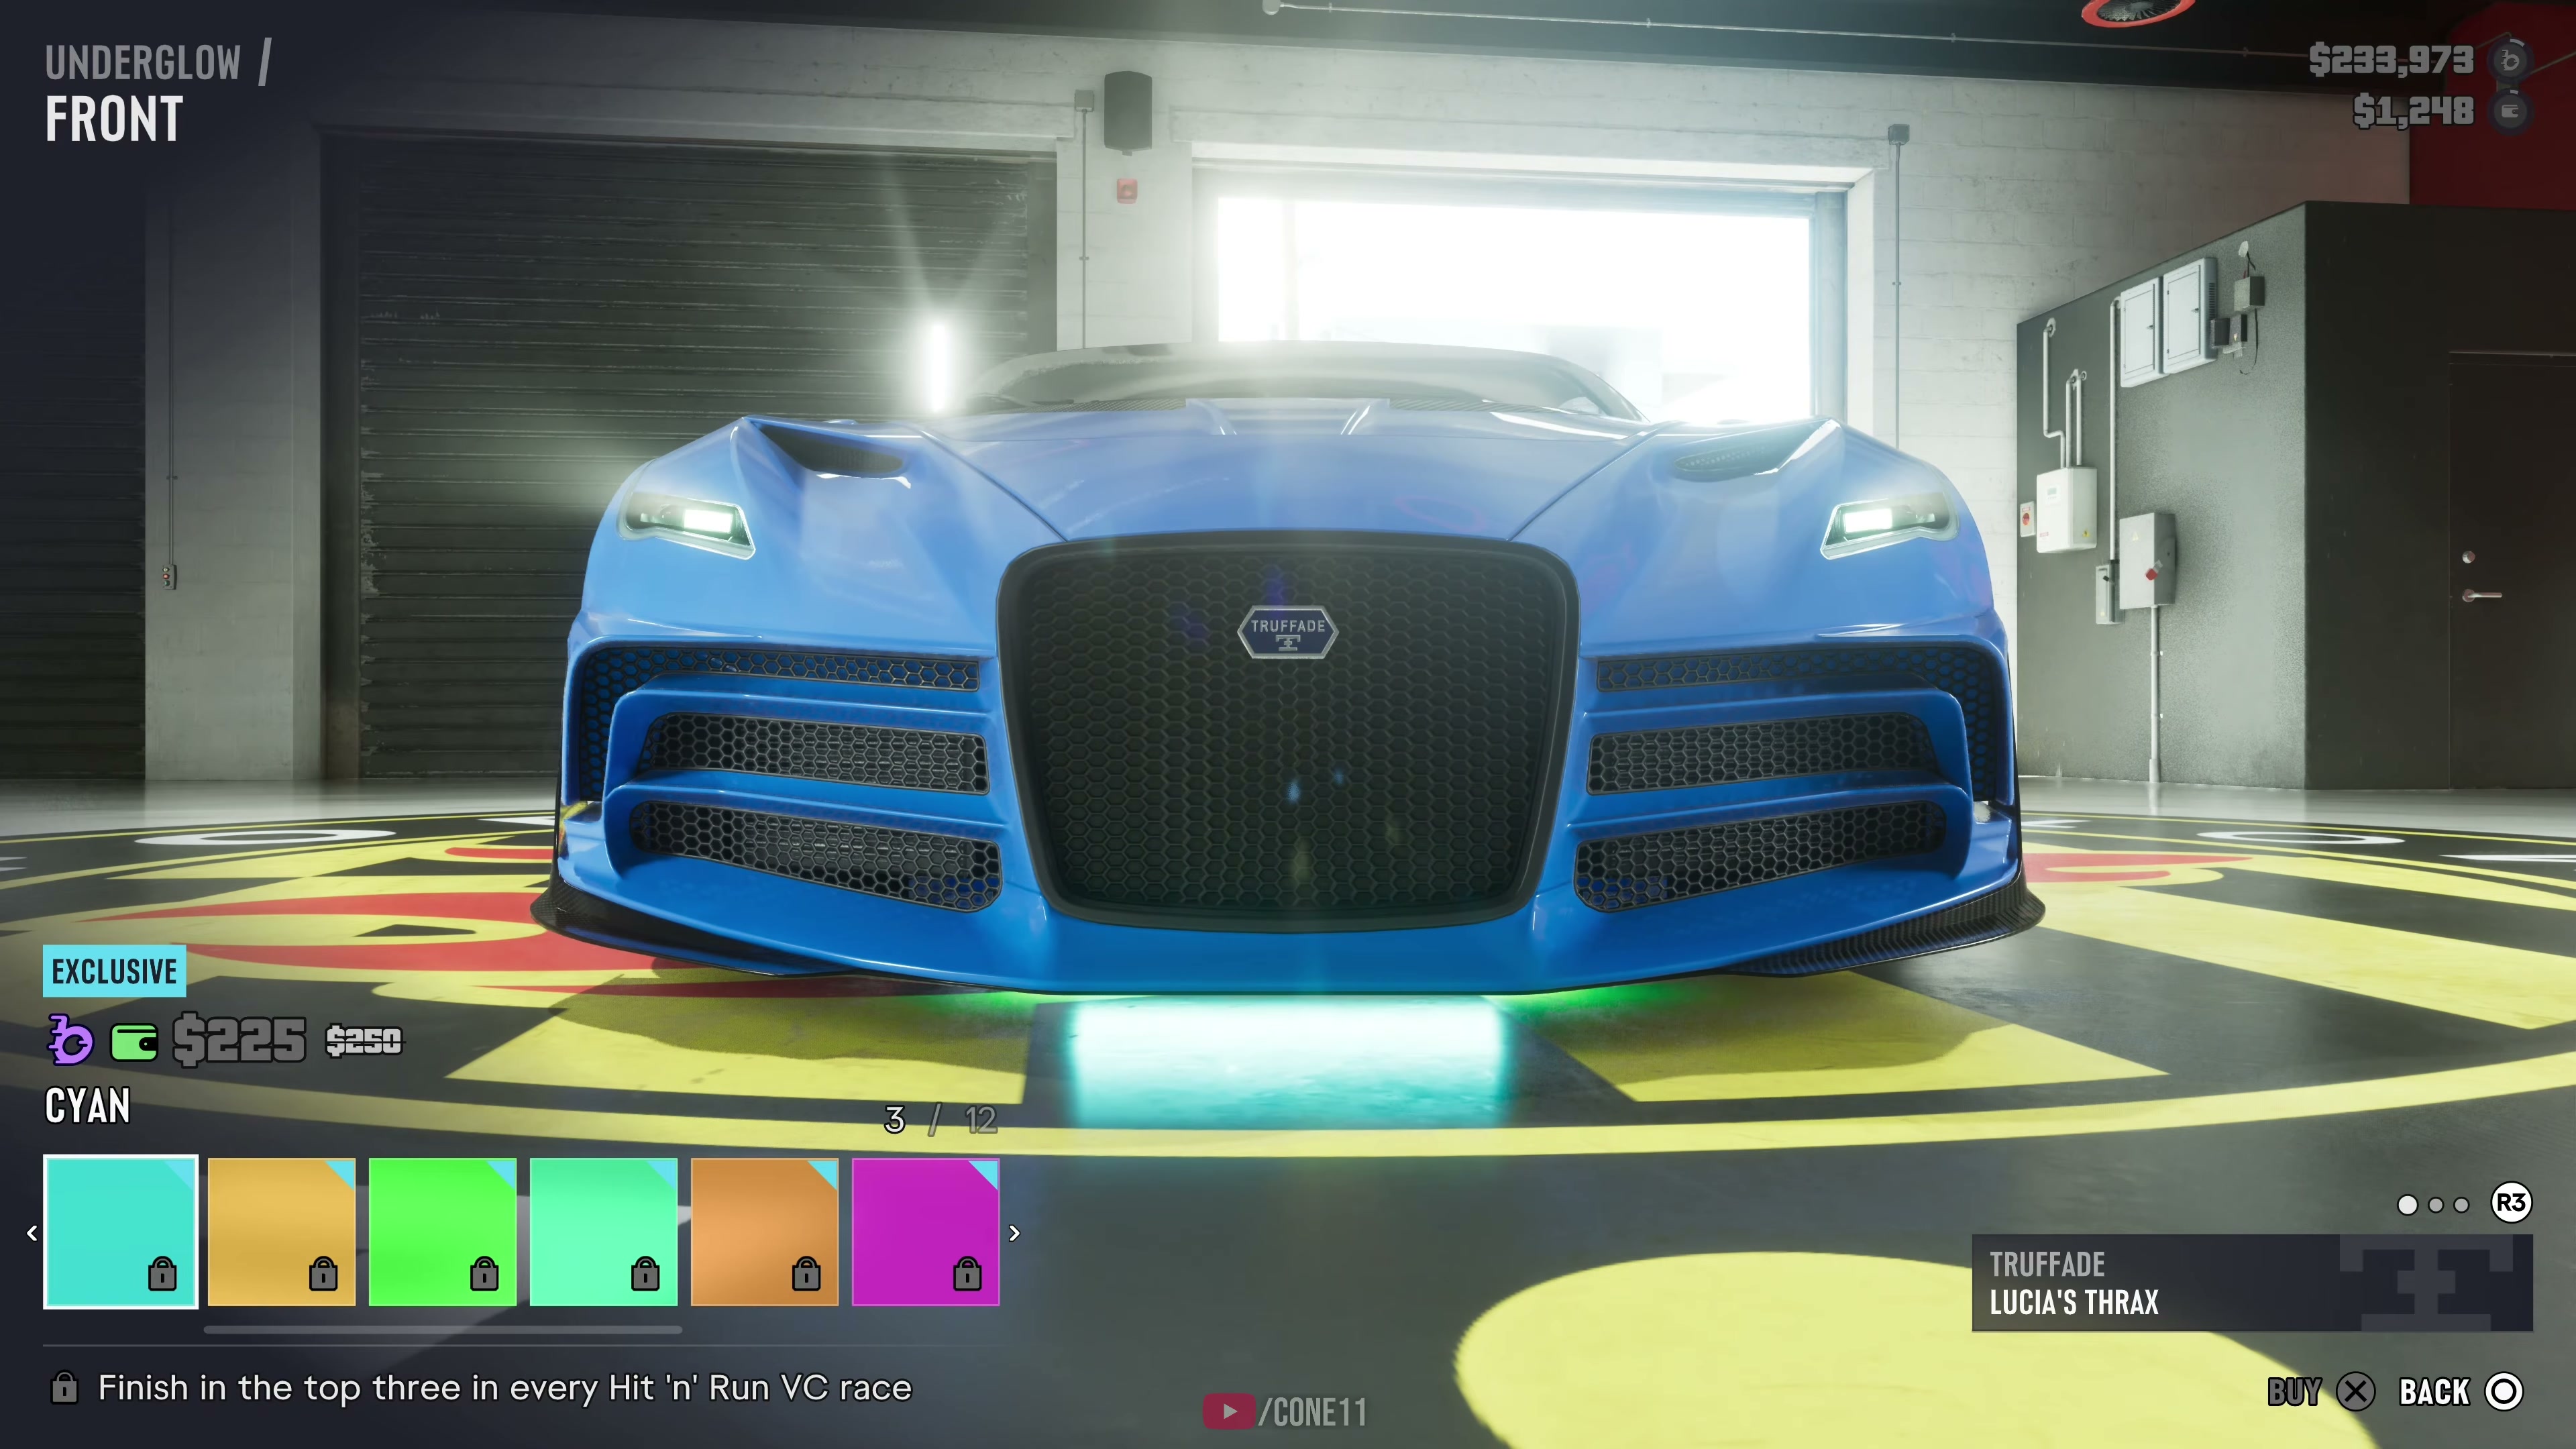 UNDERGLOW /
FRONT
$233,973
$1,248
TRUFFADE
EXCLUSIVE
$225 $250
CYAN
3 / 12
R3
TRUFFADE
LUCIA'S THRAX
Finish in the top three in every Hit 'n' Run VC race
/CONE11
BUY BACK